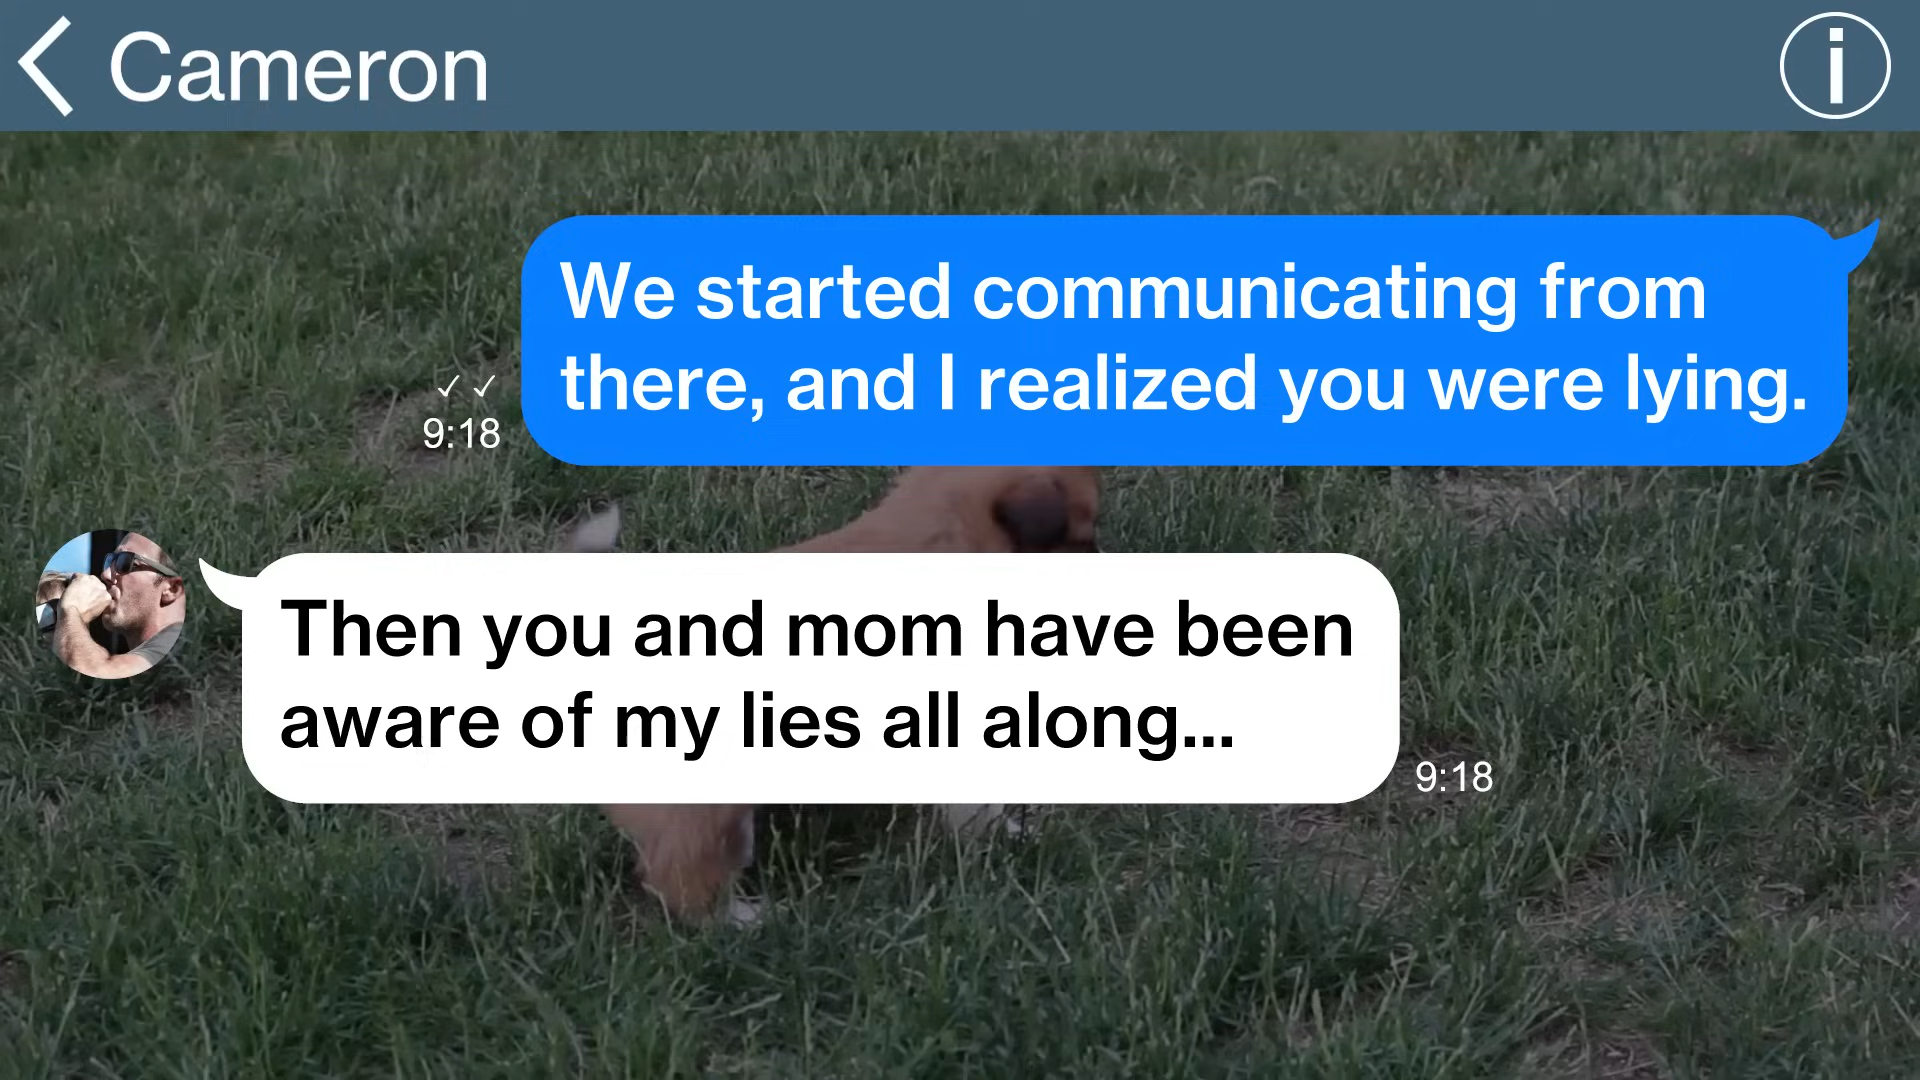 Cameron
We started communicating from
there, and I realized you were lying.
✓✓
9:18
Then you and mom have been
aware of my lies all along...
9:18